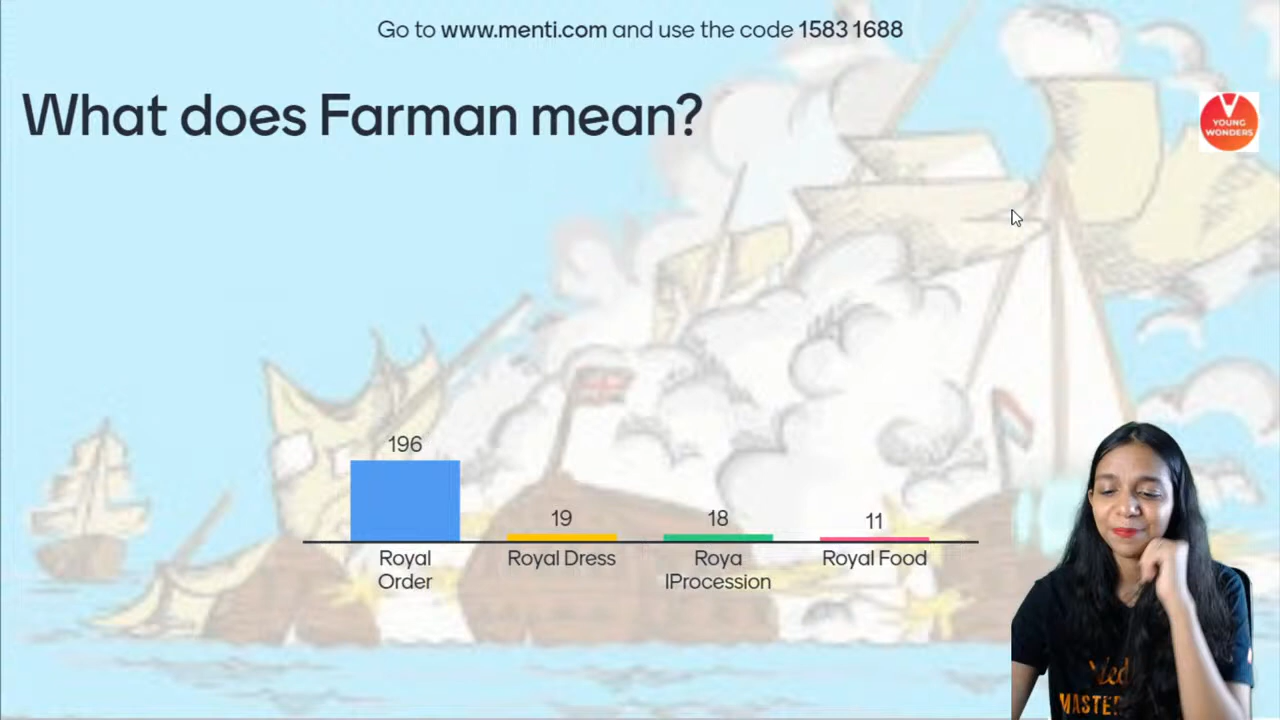 Go to www.menti.com and use the code 1583 1688
What does Farman mean?
V
YOUNG
WONDERS
196
19
18
11
Royal
Order
Royal Dress
Roya
lProcession
Royal Food
MASTER